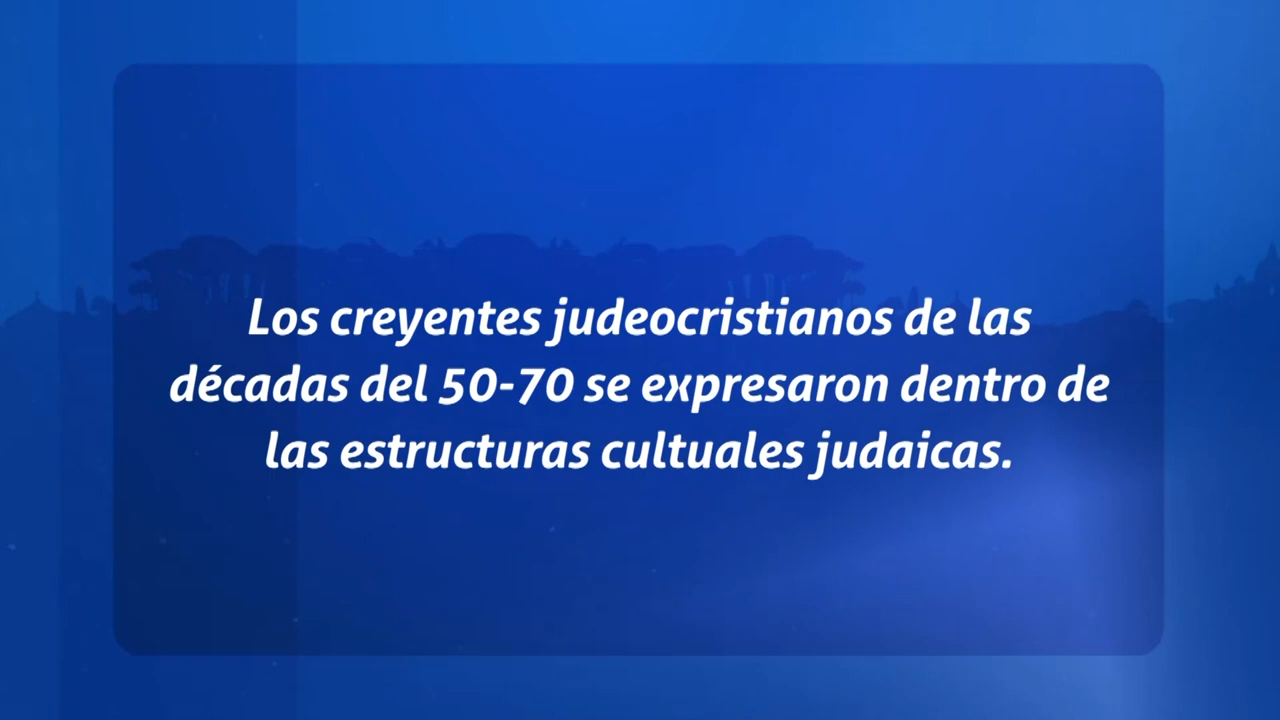 Los creyentes judeocristianos de las
décadas del 50-70 se expresaron dentro de
las estructuras cultuales judaicas.